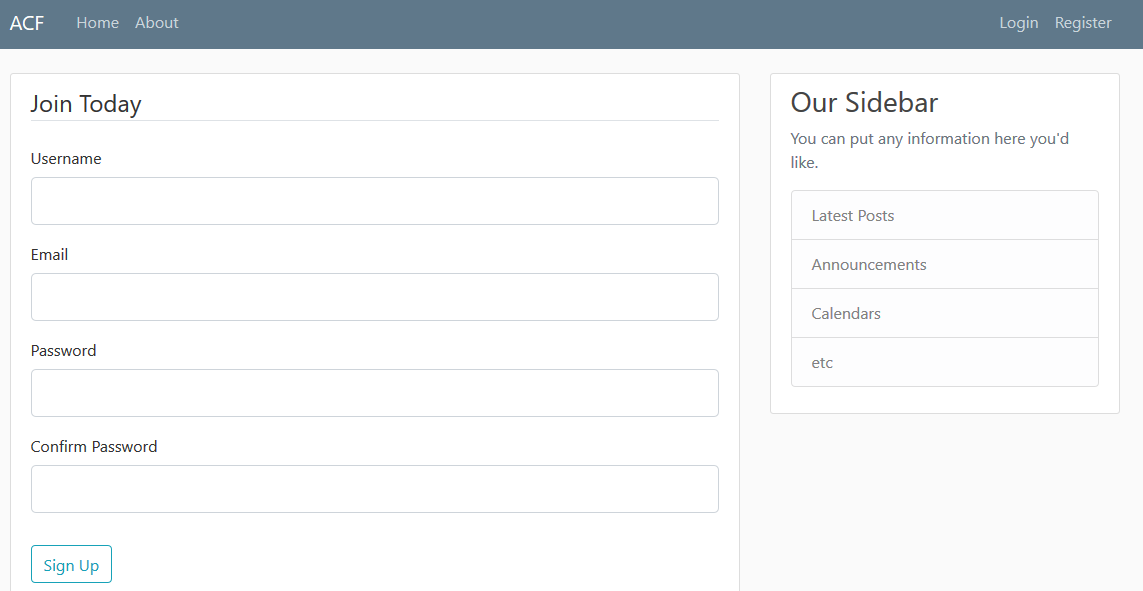 ACF Home About Login Register
Join Today
Username
Email
Password
Confirm Password
Sign Up
Our Sidebar
You can put any information here you'd
like.
Latest Posts
Announcements
Calendars
etc